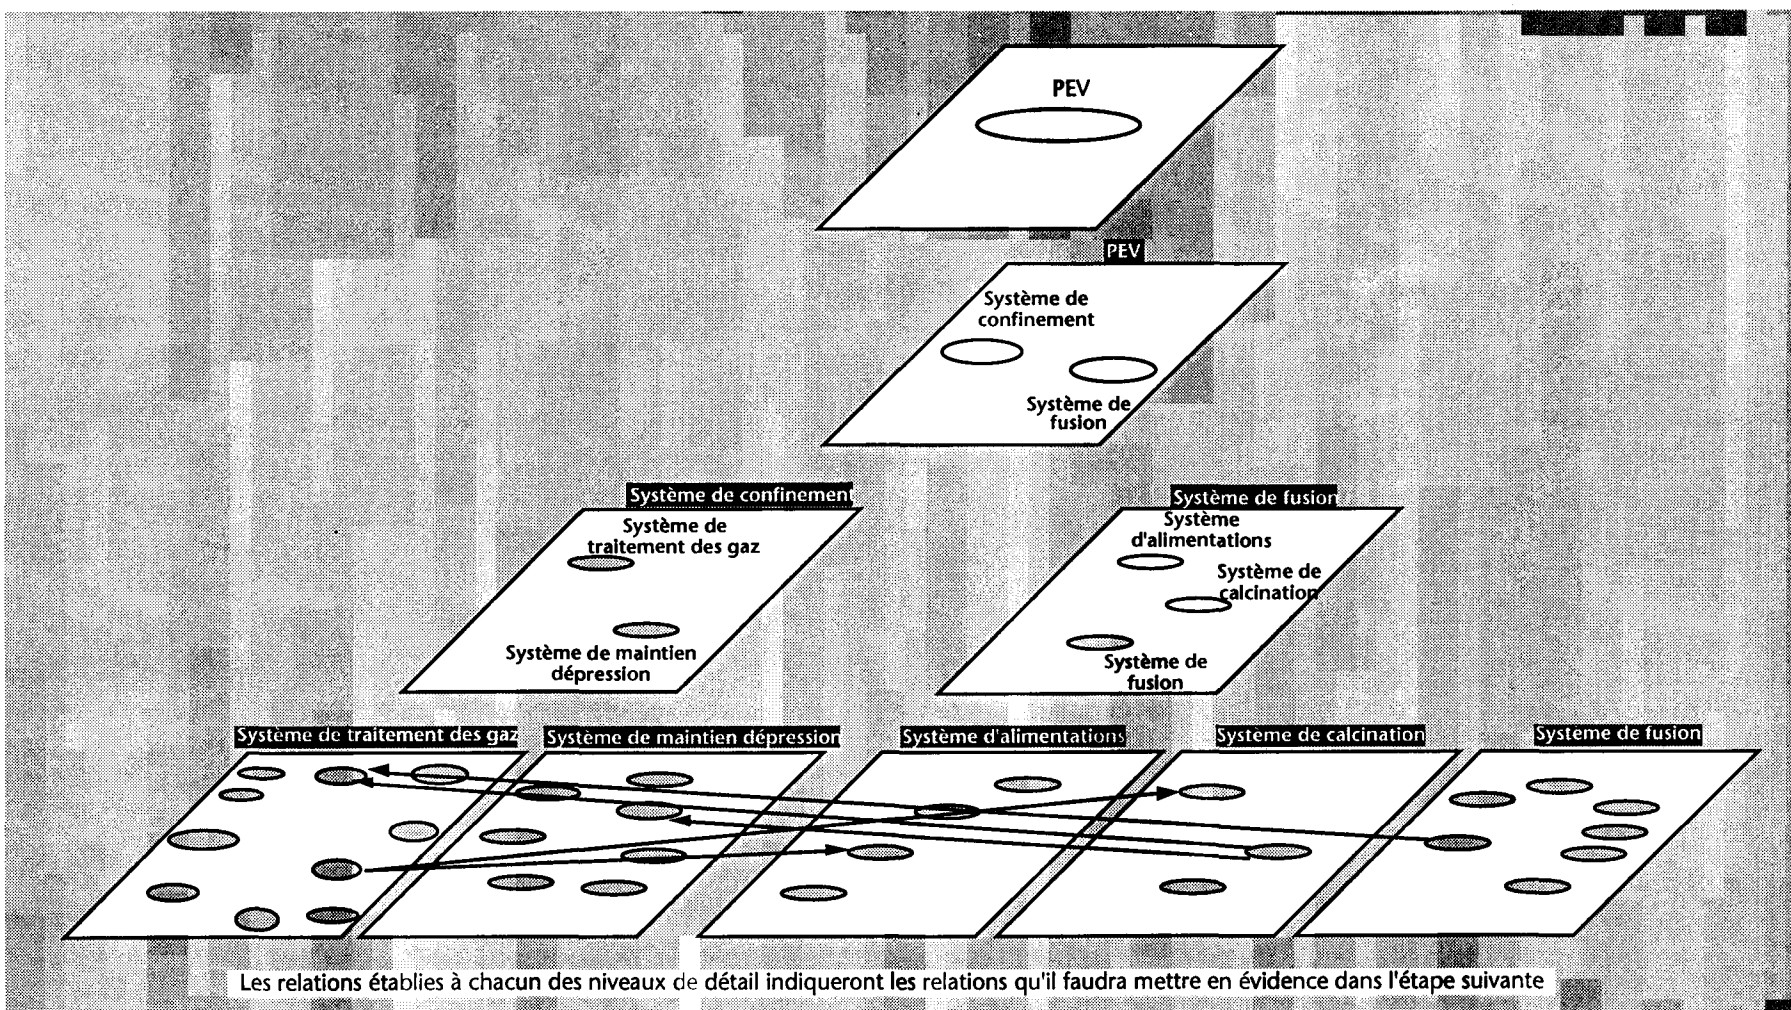 PEV
PEV
Système de
confinement
Système de
fusion
Système de confinement
Système de
traitement des gaz
Système de maintien
dépression
Système de fusion
Système
d'alimentations
Système de
calcination
Système de
fusion
Système de traitement des gaz
Système de maintien dépression
Système d'alimentations
Système de calcination
Systeme de fusion
Les relations établies à chacun des niveaux de détail indiqueront les relations qu'il faudra mettre en évidence dans l'étape suivante